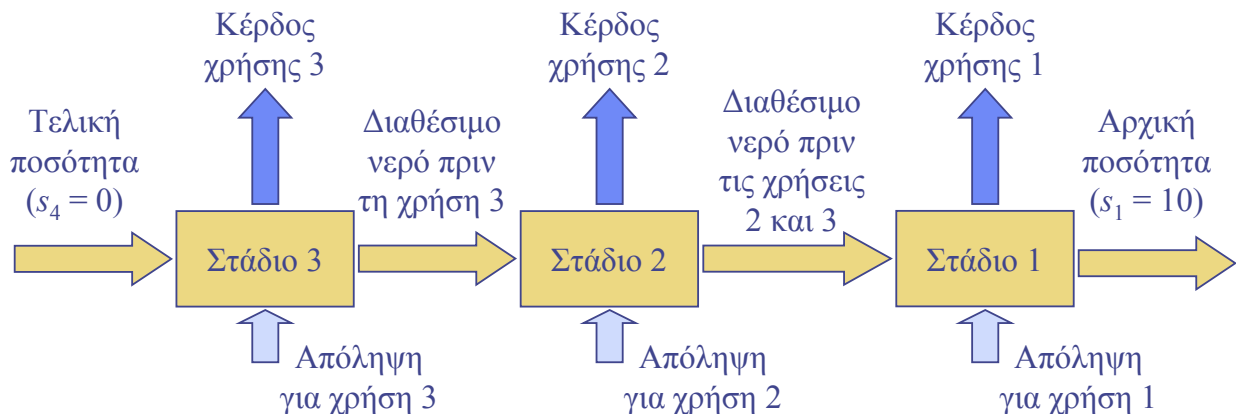 Κέρδος
χρήσης 3
Κέρδος
χρήσης 2
Κέρδος
χρήσης 1
Τελική
ποσότητα
(s4 = 0)
Διαθέσιμο
νερό πριν
τη χρήση 3
Διαθέσιμο
νερό πριν
τις χρήσεις
2 και 3
Αρχική
ποσότητα
(s1 = 10)
Στάδιο 3
Στάδιο 2
Στάδιο 1
Απόληψη
για χρήση 3
Απόληψη
για χρήση 2
Απόληψη
για χρήση 1